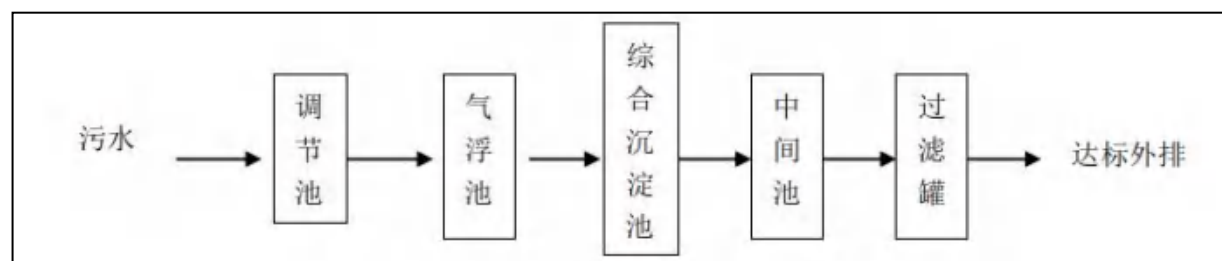 污水
调节池
气浮池
综合沉淀池
中间池
过滤罐
达标外排